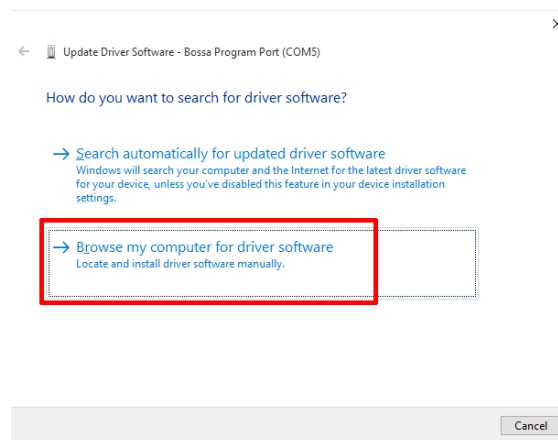 Update Driver Software - Bossa Program Port (COM5)
How do you want to search for driver software?
Search automatically for updated driver software
Windows will search your computer and the Internet for the latest driver software
for your device, unless you've disabled this feature in your device installation
settings.
Browse my computer for driver software
Locate and install driver software manually.
Cancel